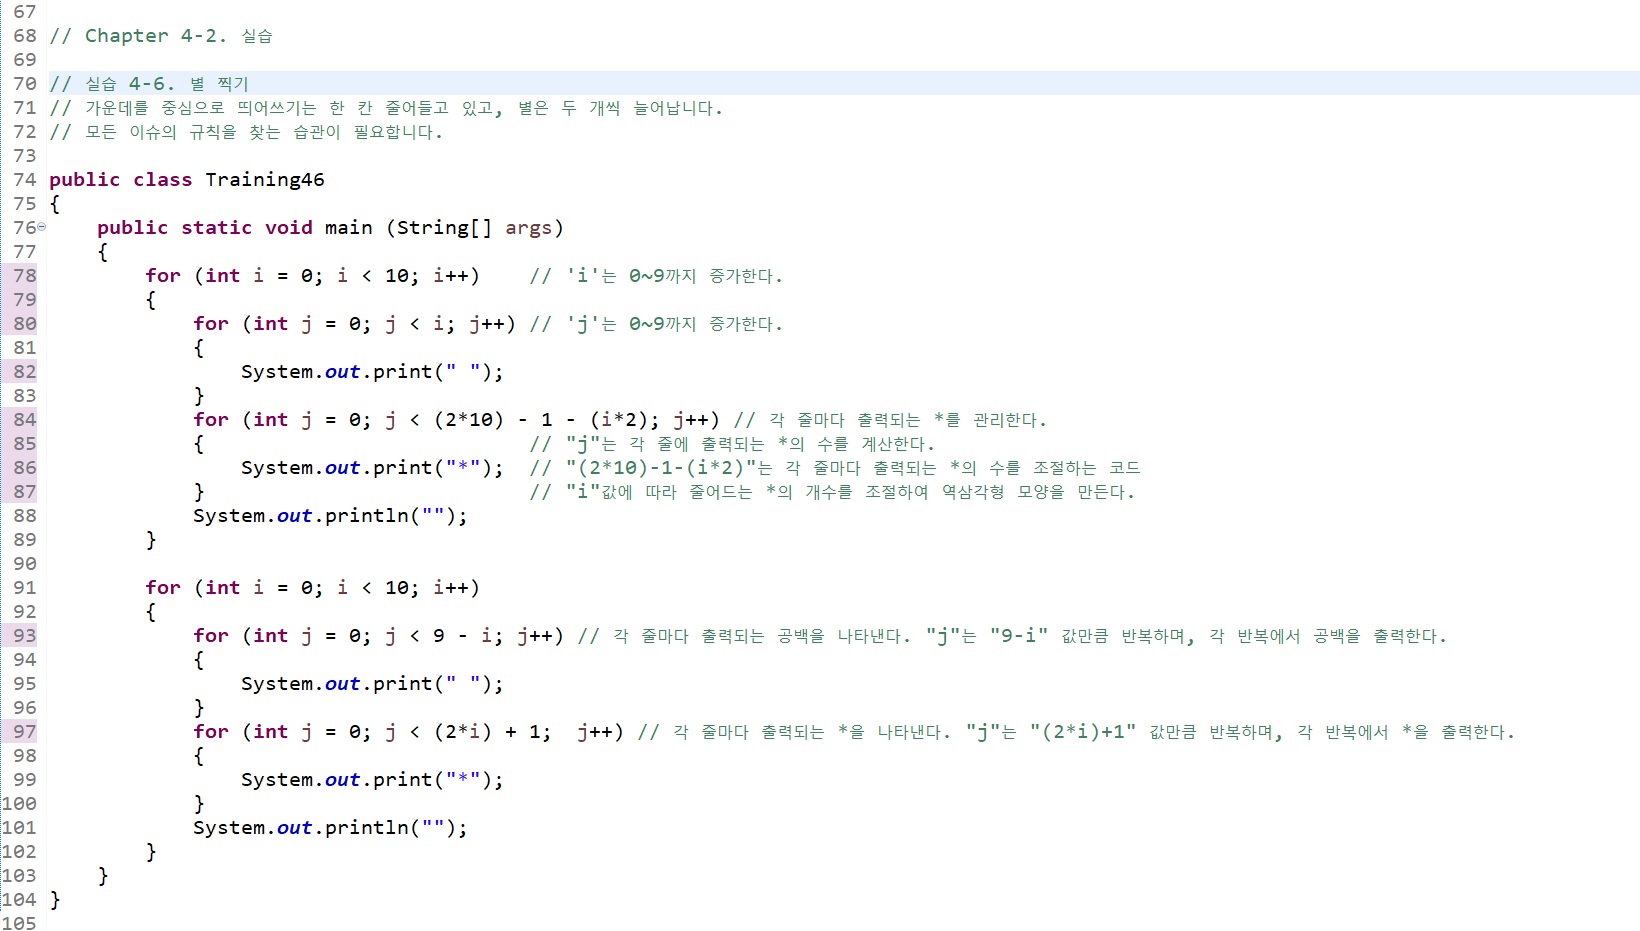 67
68 // Chapter 4-2. 실습
69
70 // 실습 4-6. 별 찍기
71 // 가운데를 중심으로 띄어쓰기는 한 칸 줄어들고 있고, 별은 두 개씩 늘어납니다.
72 // 모든 이슈의 규칙을 찾는 습관이 필요합니다.
73
74 public class Training46
75 {
76     public static void main (String[] args)
77     {
78         for (int i = 0; i < 10; i++)    // 'i'는 0~9까지 증가한다.
79         {
80             for (int j = 0; j < i; j++) // 'j'는 0~9까지 증가한다.
81             {
82                 System.out.print(" ");
83             }
84             for (int j = 0; j < (2*10) - 1 - (i*2); j++) // 각 줄마다 출력되는 *를 관리한다.
85             {                           // "j"는 각 줄에 출력되는 *의 수를 계산한다.
86                 System.out.print("*");  // "(2*10)-1-(i*2)"는 각 줄마다 출력되는 *의 수를 조절하는 코드
87             }                           // "i"값에 따라 줄어드는 *의 개수를 조절하여 역삼각형 모양을 만든다.
88             System.out.println("");
89         }
90
91         for (int i = 0; i < 10; i++)
92         {
93             for (int j = 0; j < 9 - i; j++) // 각 줄마다 출력되는 공백을 나타낸다. "j"는 "9-i" 값만큼 반복하며, 각 반복에서 공백을 출력한다.
94             {
95                 System.out.print(" ");
96             }
97             for (int j = 0; j < (2*i) + 1;  j++) // 각 줄마다 출력되는 *을 나타낸다. "j"는 "(2*i)+1" 값만큼 반복하며, 각 반복에서 *을 출력한다.
98             {
99                 System.out.print("*");
100             }
101             System.out.println("");
102         }
103     }
104 }
105